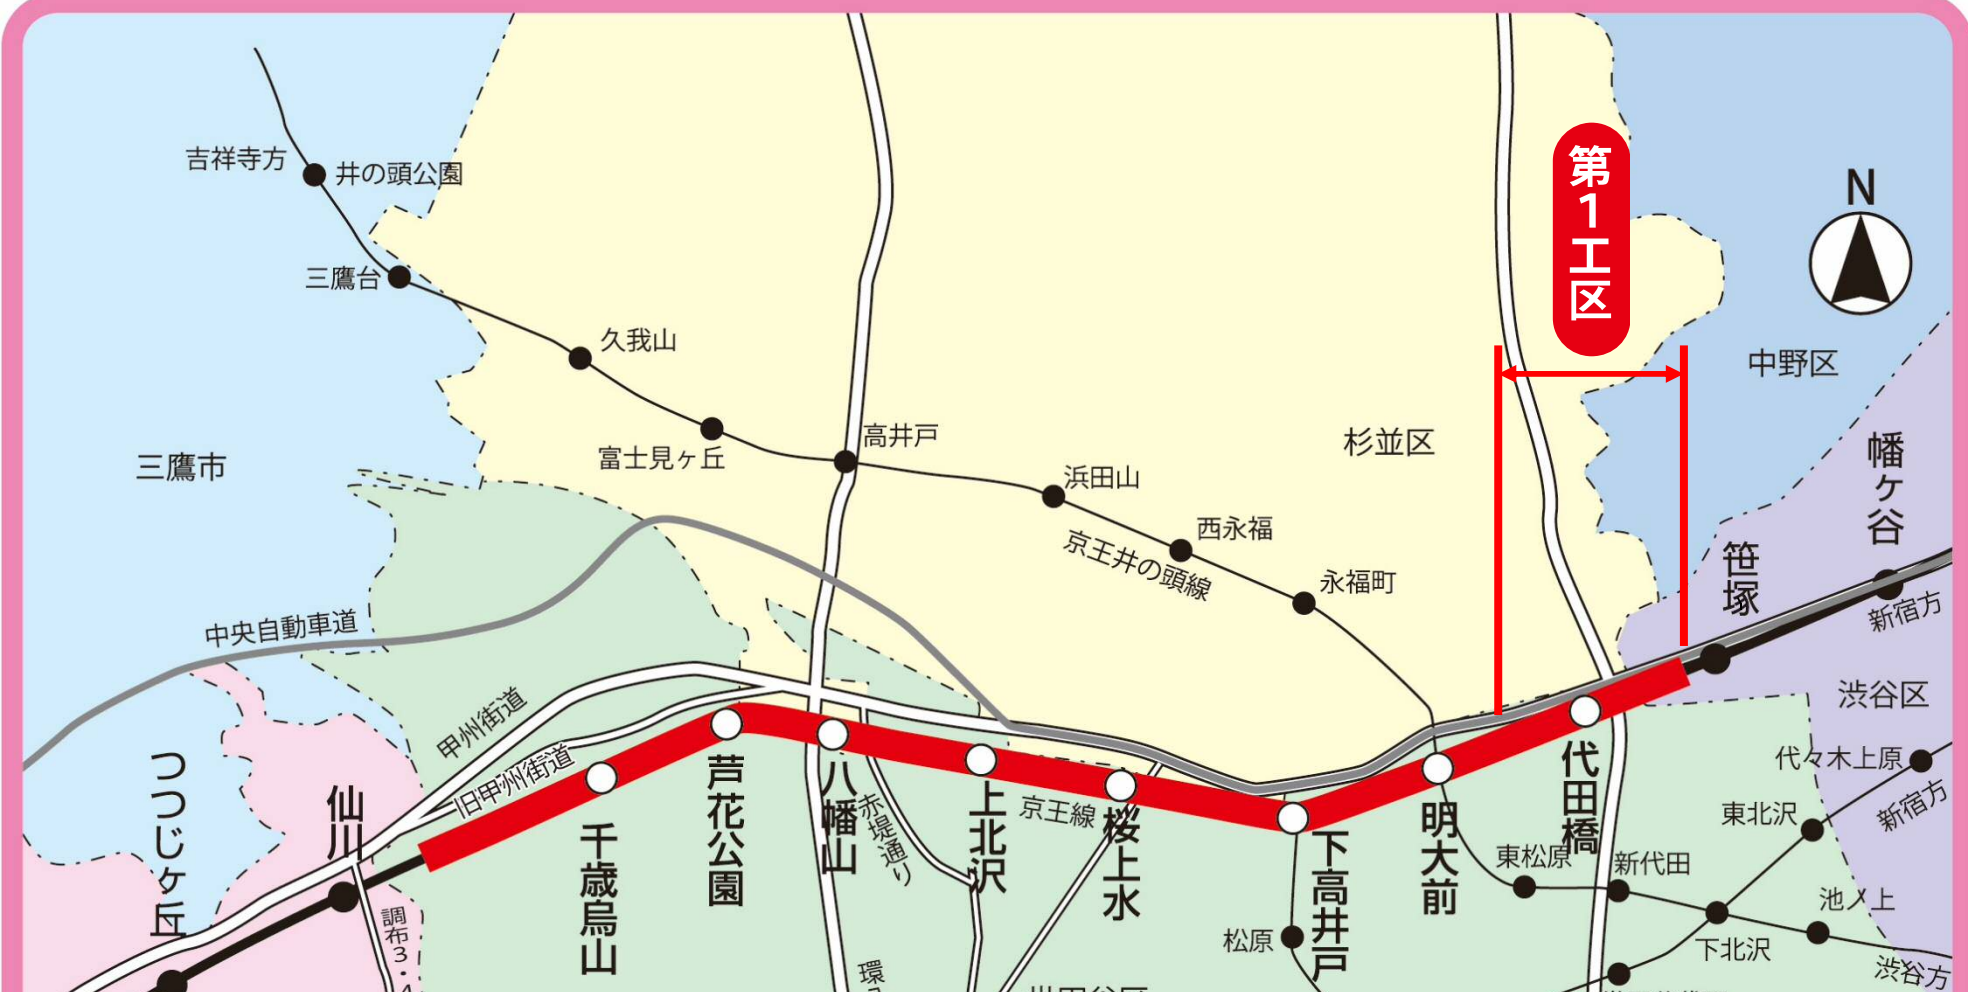 第1工区
N
吉祥寺方
井の頭公園
三鷹台
久我山
富士見ヶ丘
高井戸
浜田山
西永福
京王井の頭線
永福町
杉並区
中野区
三鷹市
幡ヶ谷
笹塚
新宿方
渋谷区
中央自動車道
甲州街道
旧甲州街道
つつじヶ丘
仙川
千歳烏山
芦花公園
八幡山
赤堤通り
上北沢
京王線
桜上水
下高井戸
明大前
代田橋
代々木上原
新宿方
東北沢
東松原
新代田
池ノ上
下北沢
松原
渋谷方
調布3・4